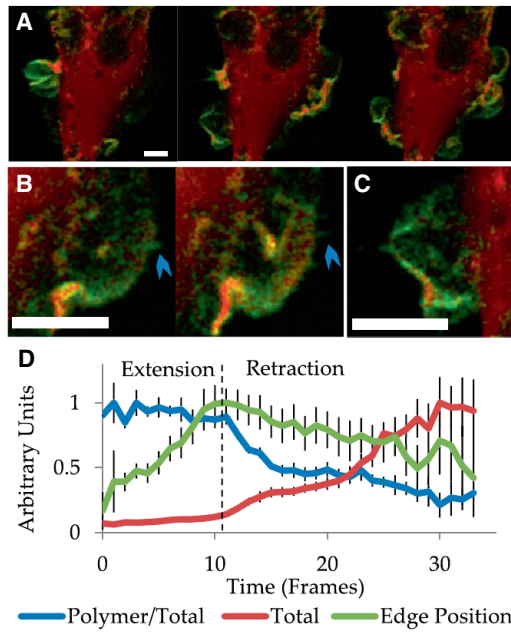 A
B
C
D
Extension
Retraction
Arbitrary Units
1
0.5
0
0
10
20
30
Time (Frames)
Polymer/Total
Total
Edge Position